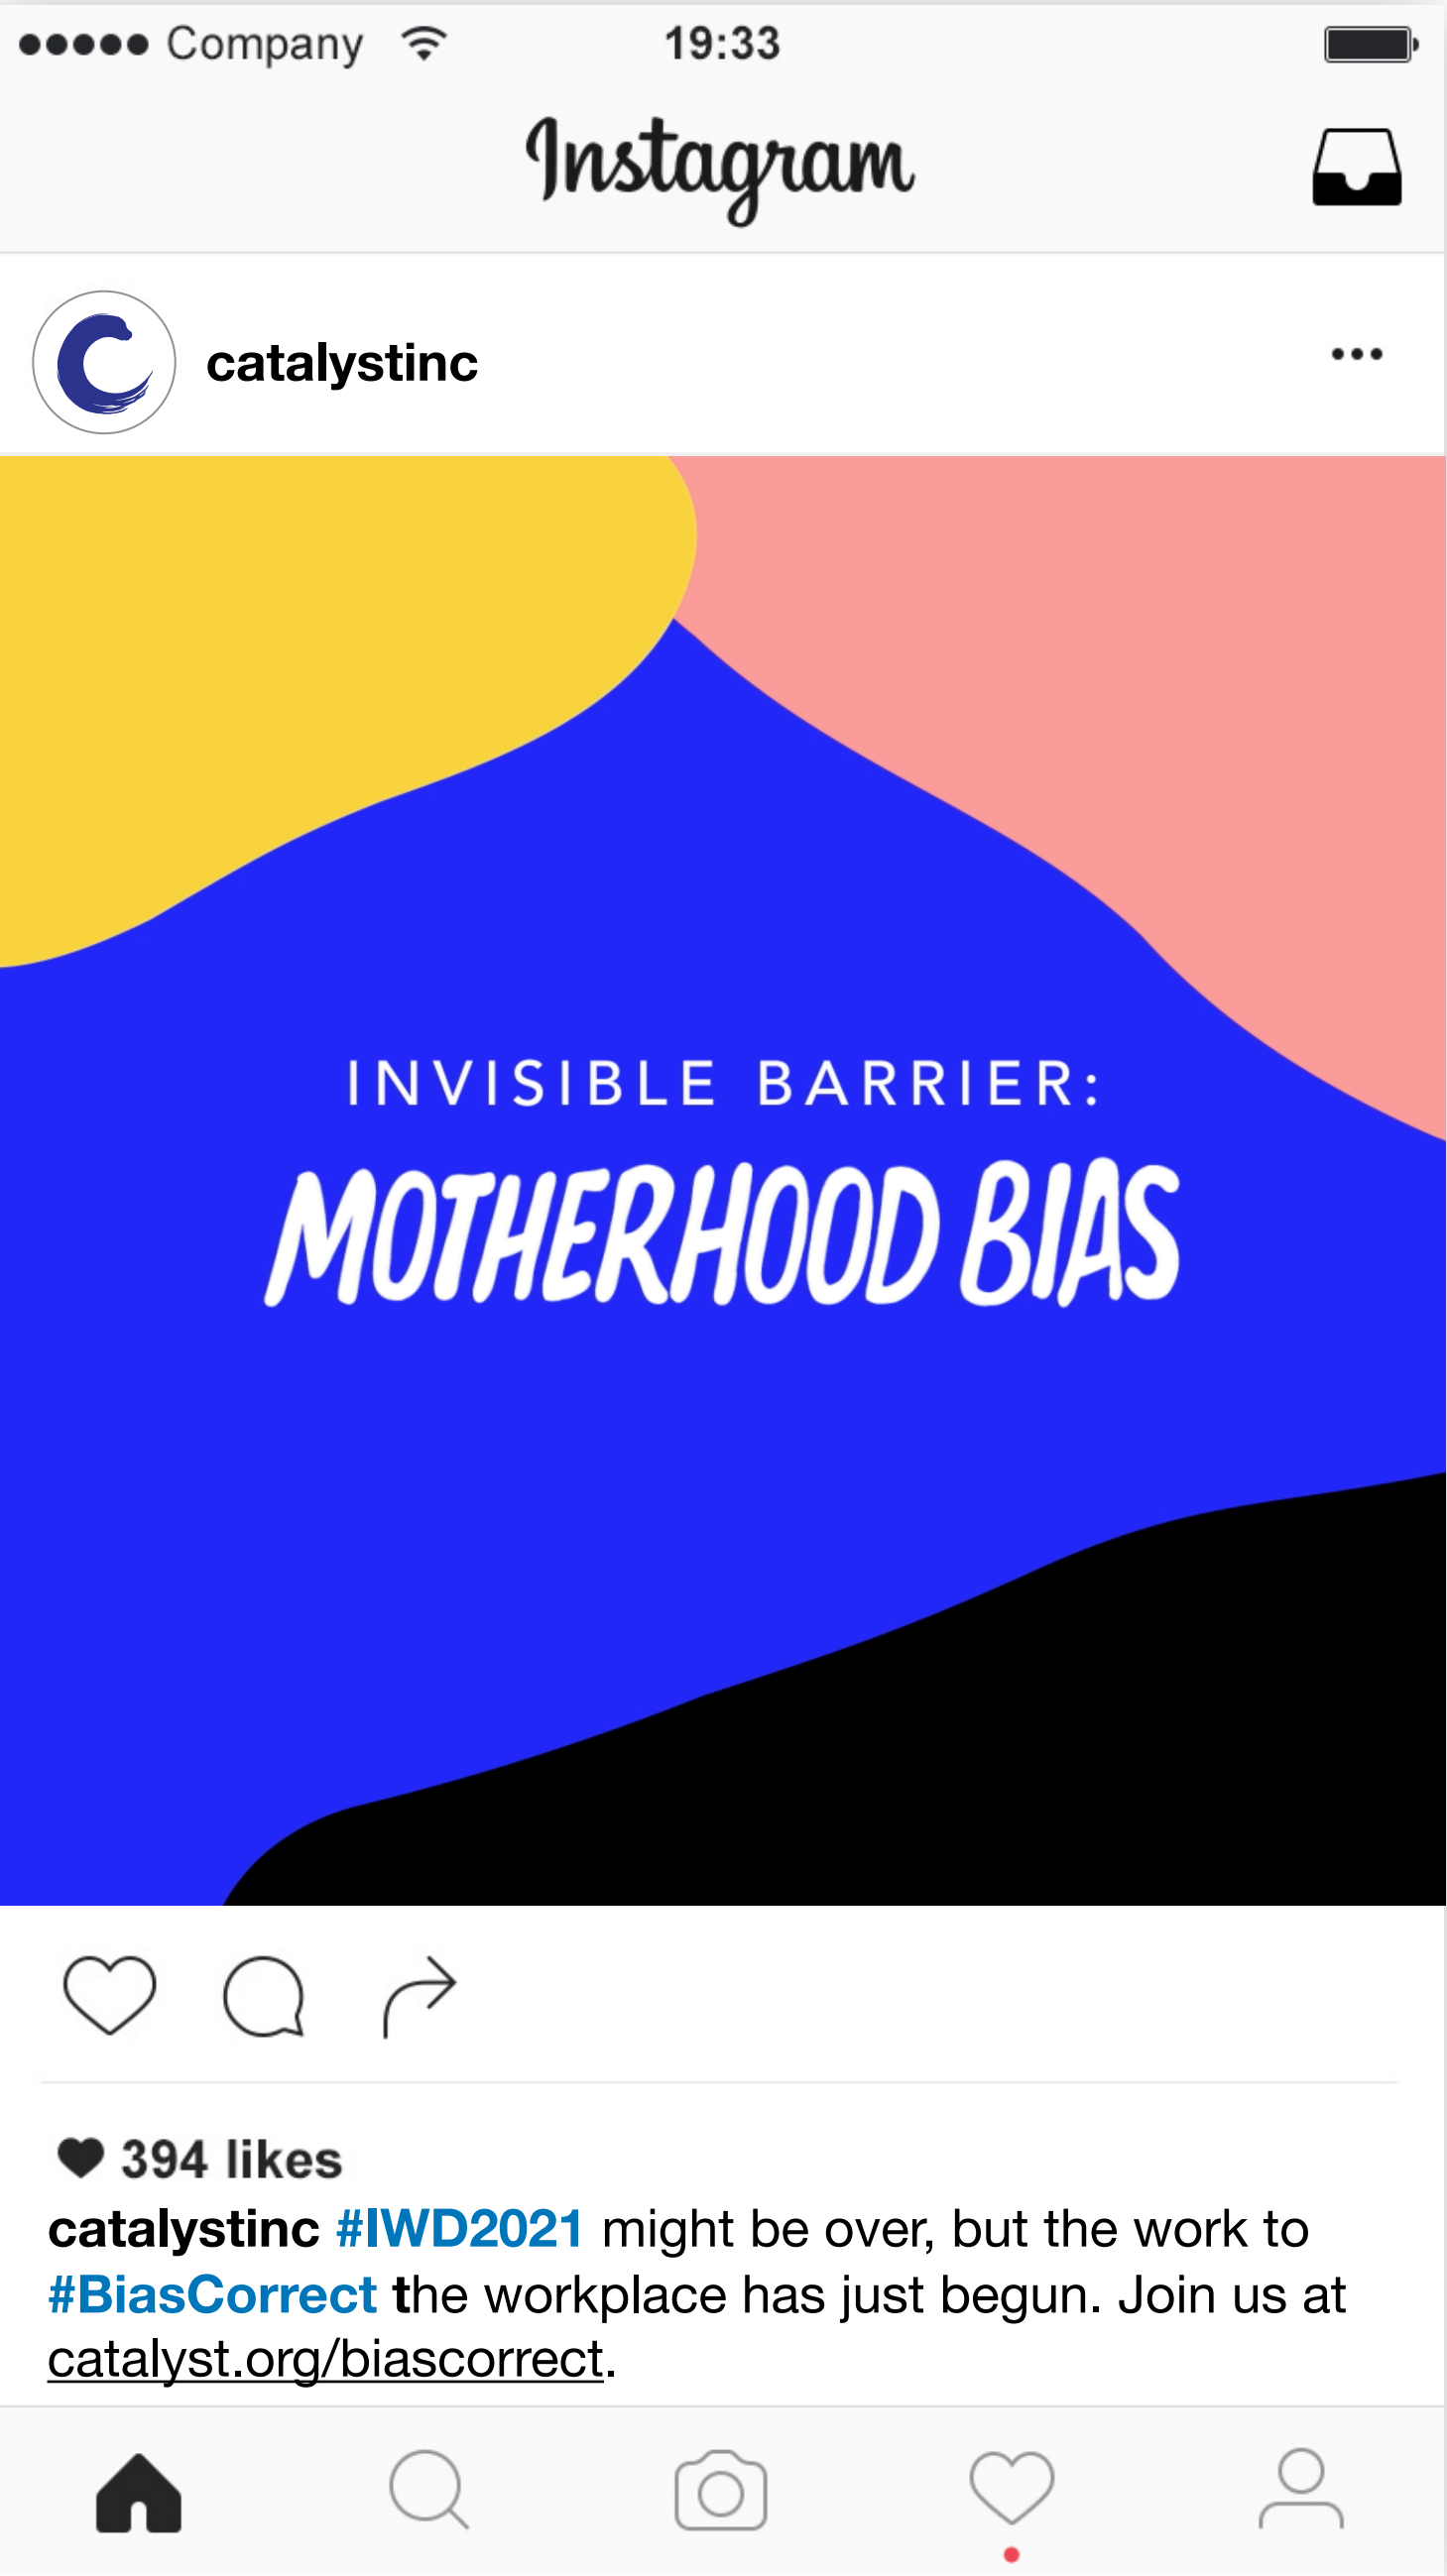 Company 19:33
Instagram
catalystinc
INVISIBLE BARRIER:
MOTHERHOOD BIAS
394 likes
catalystinc #IWD2021 might be over, but the work to
#BiasCorrect the workplace has just begun. Join us at
catalyst.org/biascorrect.